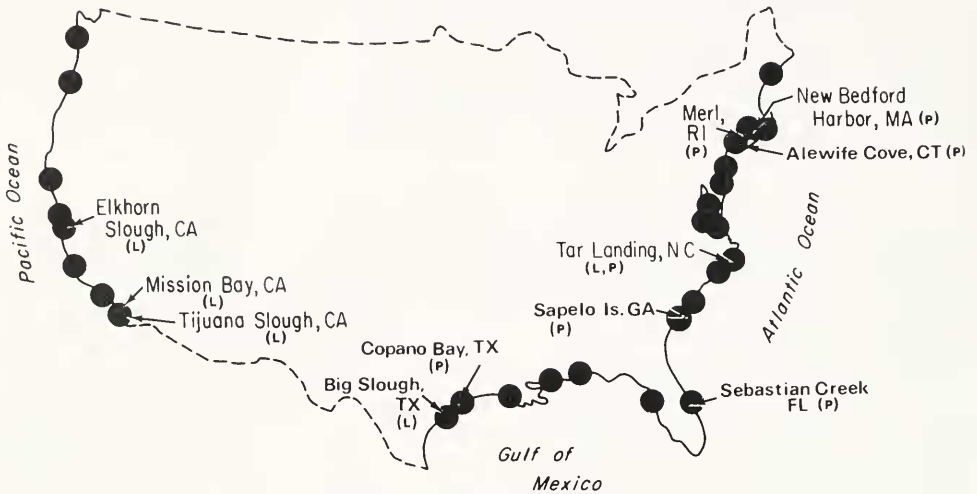 Pacific Ocean
Elkhorn
Slough, CA
(L)
Mission Bay, CA
(L)
Tijuana Slough, CA
(L)
Copano Bay, TX
(P)
Big Slough,
TX
(L)
Gulf of
Mexico
Merl,
RI
(P)
New Bedford
Harbor, MA (P)
Alewife Cove, CT (P)
Tar Landing, NC
(L, P)
Sapelo Is. GA
(P)
Atlantic Ocean
Sebastian Creek
FL (P)